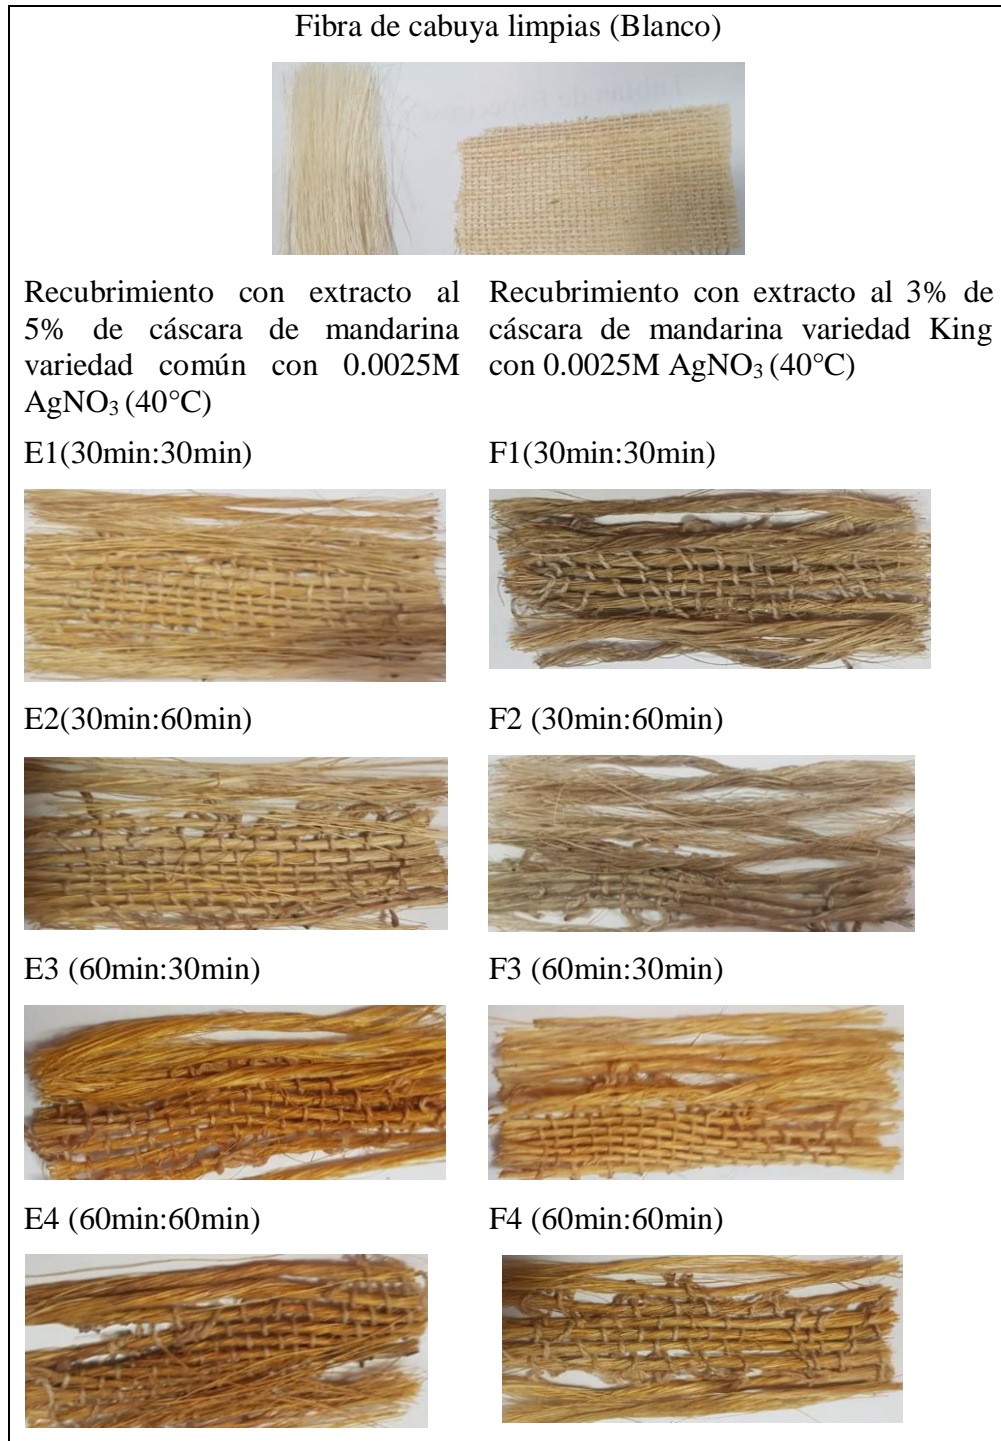 Fibra de cabuya limpias (Blanco)
Recubrimiento con extracto al
5% de cáscara de mandarina
variedad común con 0.0025M
AgNO₃ (40°C)
Recubrimiento con extracto al 3% de
cáscara de mandarina variedad King
con 0.0025M AgNO₃ (40°C)
E1(30min:30min)
F1(30min:30min)
E2(30min:60min)
F2 (30min:60min)
E3 (60min:30min)
F3 (60min:30min)
E4 (60min:60min)
F4 (60min:60min)